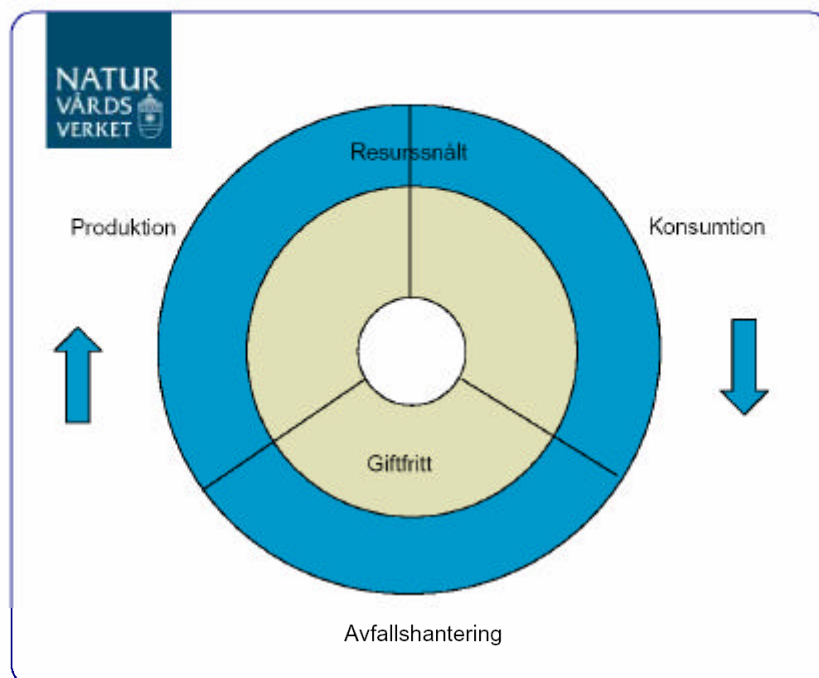 NATUR
VÅRDS
VERKET
Resurssnålt
Produktion
Konsumtion
Giftfritt
Avfallshantering